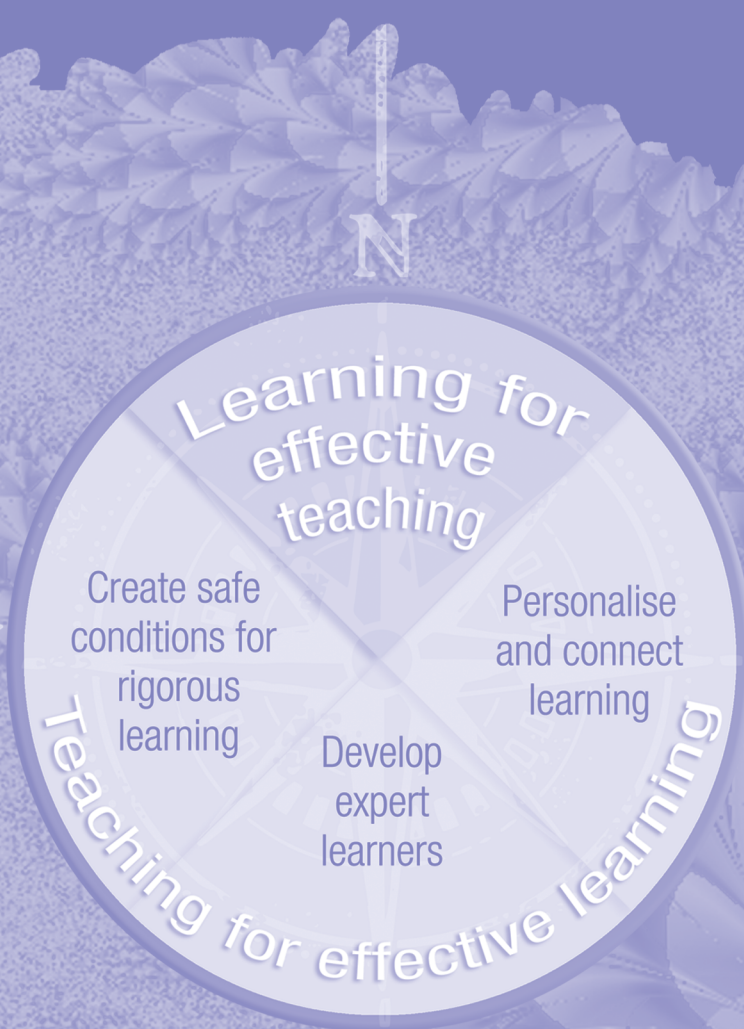 N
Learning for
effective
teaching
Create safe
conditions for
rigorous
learning
Personalise
and connect
learning
Develop
expert
learners
Teaching for effective learning